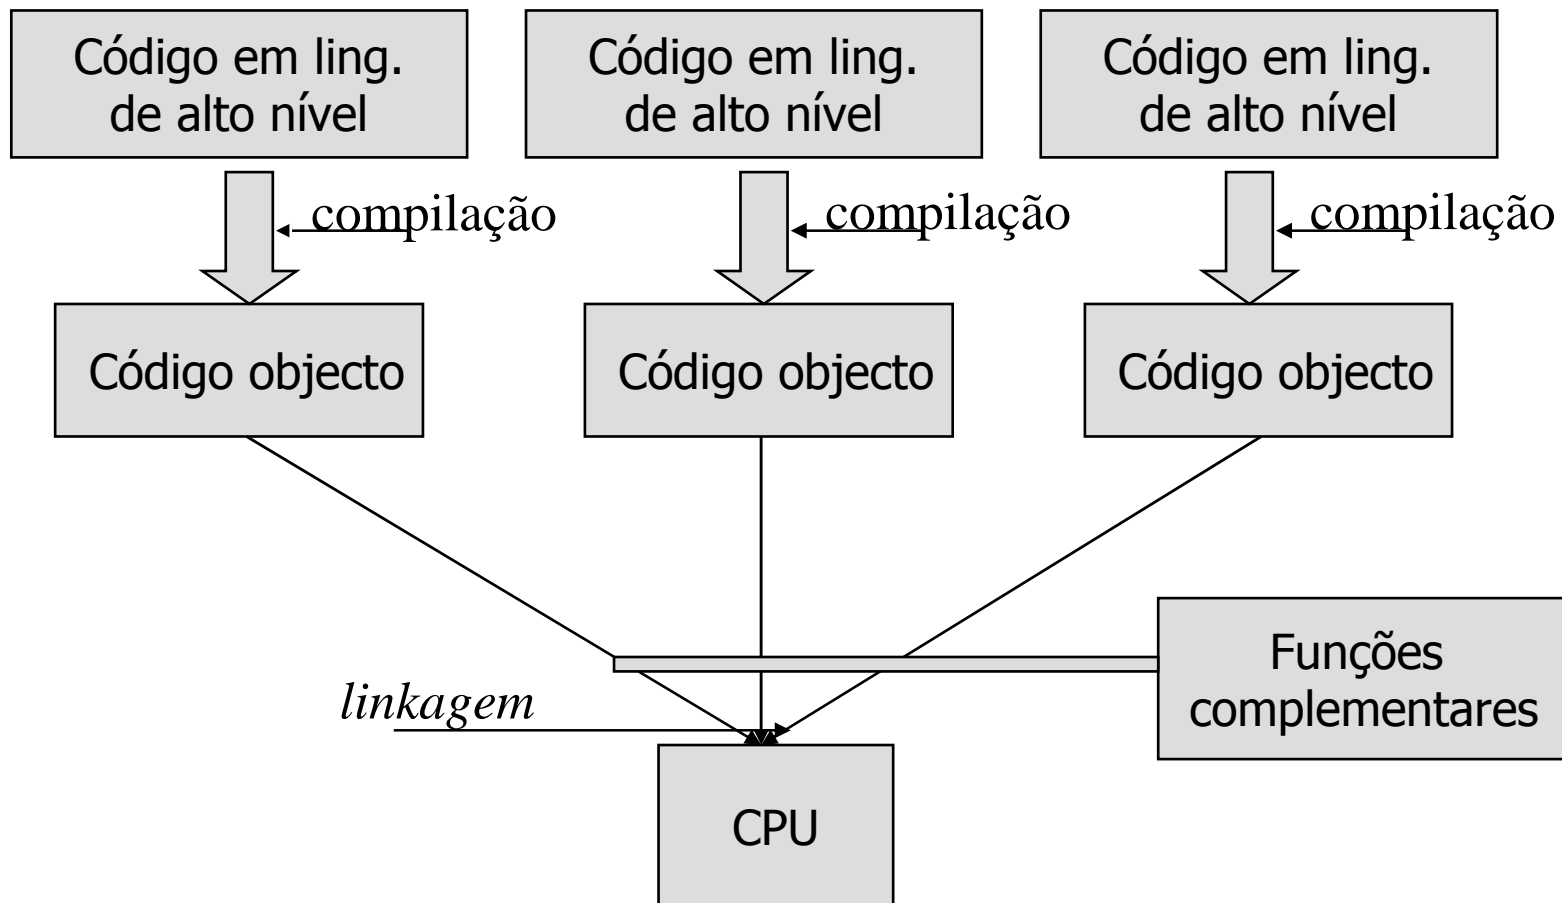 Código em ling.
de alto nível
Código em ling.
de alto nível
Código em ling.
de alto nível
compilação
compilação
compilação
Código objecto
Código objecto
Código objecto
Funções
complementares
linkagem
CPU